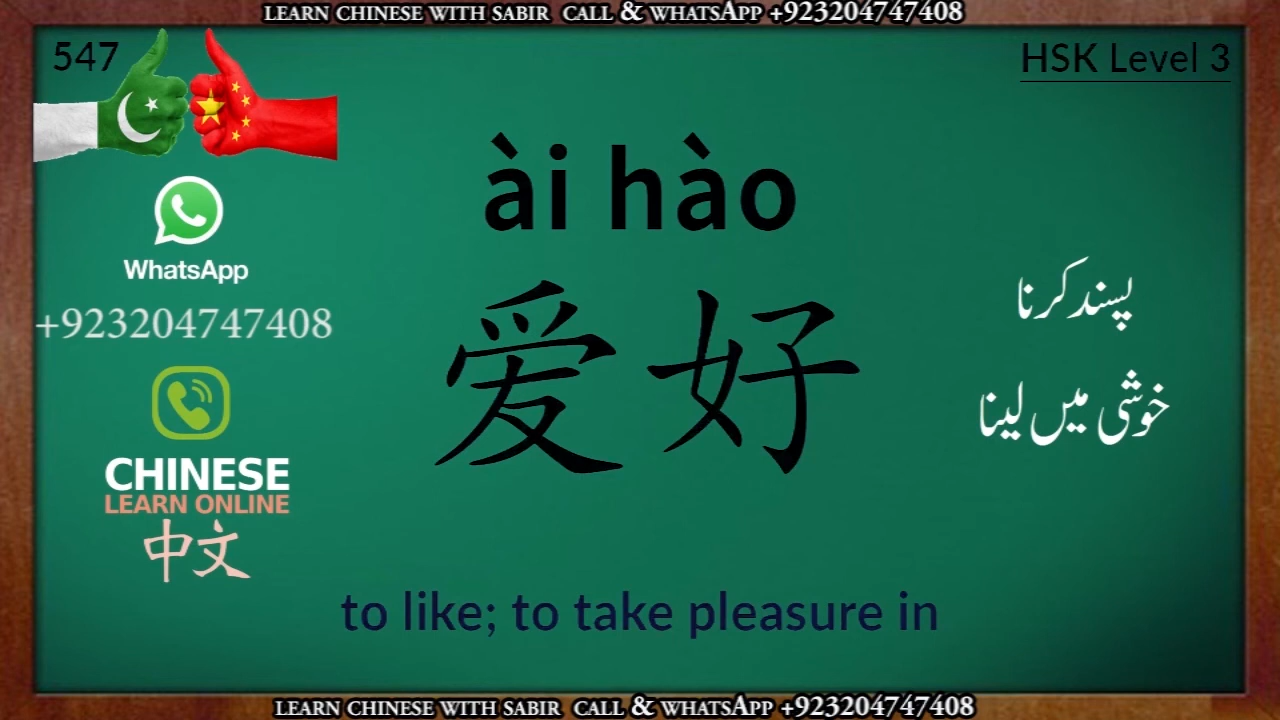 LEARN CHINESE WITH SABIR CALL & WHATSAPP +923204747408
547
HSK Level 3
ài hào
WhatsApp
爱好
پسند کرنا
+923204747408
خوشی میں لینا
CHINESE
LEARN ONLINE
中文
to like; to take pleasure in
LEARN CHINESE WITH SABIR CALL & WHATSAPP +923204747408